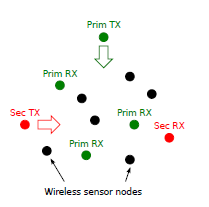 Prim TX
Prim RX
Sec TX
Prim RX
Sec RX
Prim RX
Wireless sensor nodes